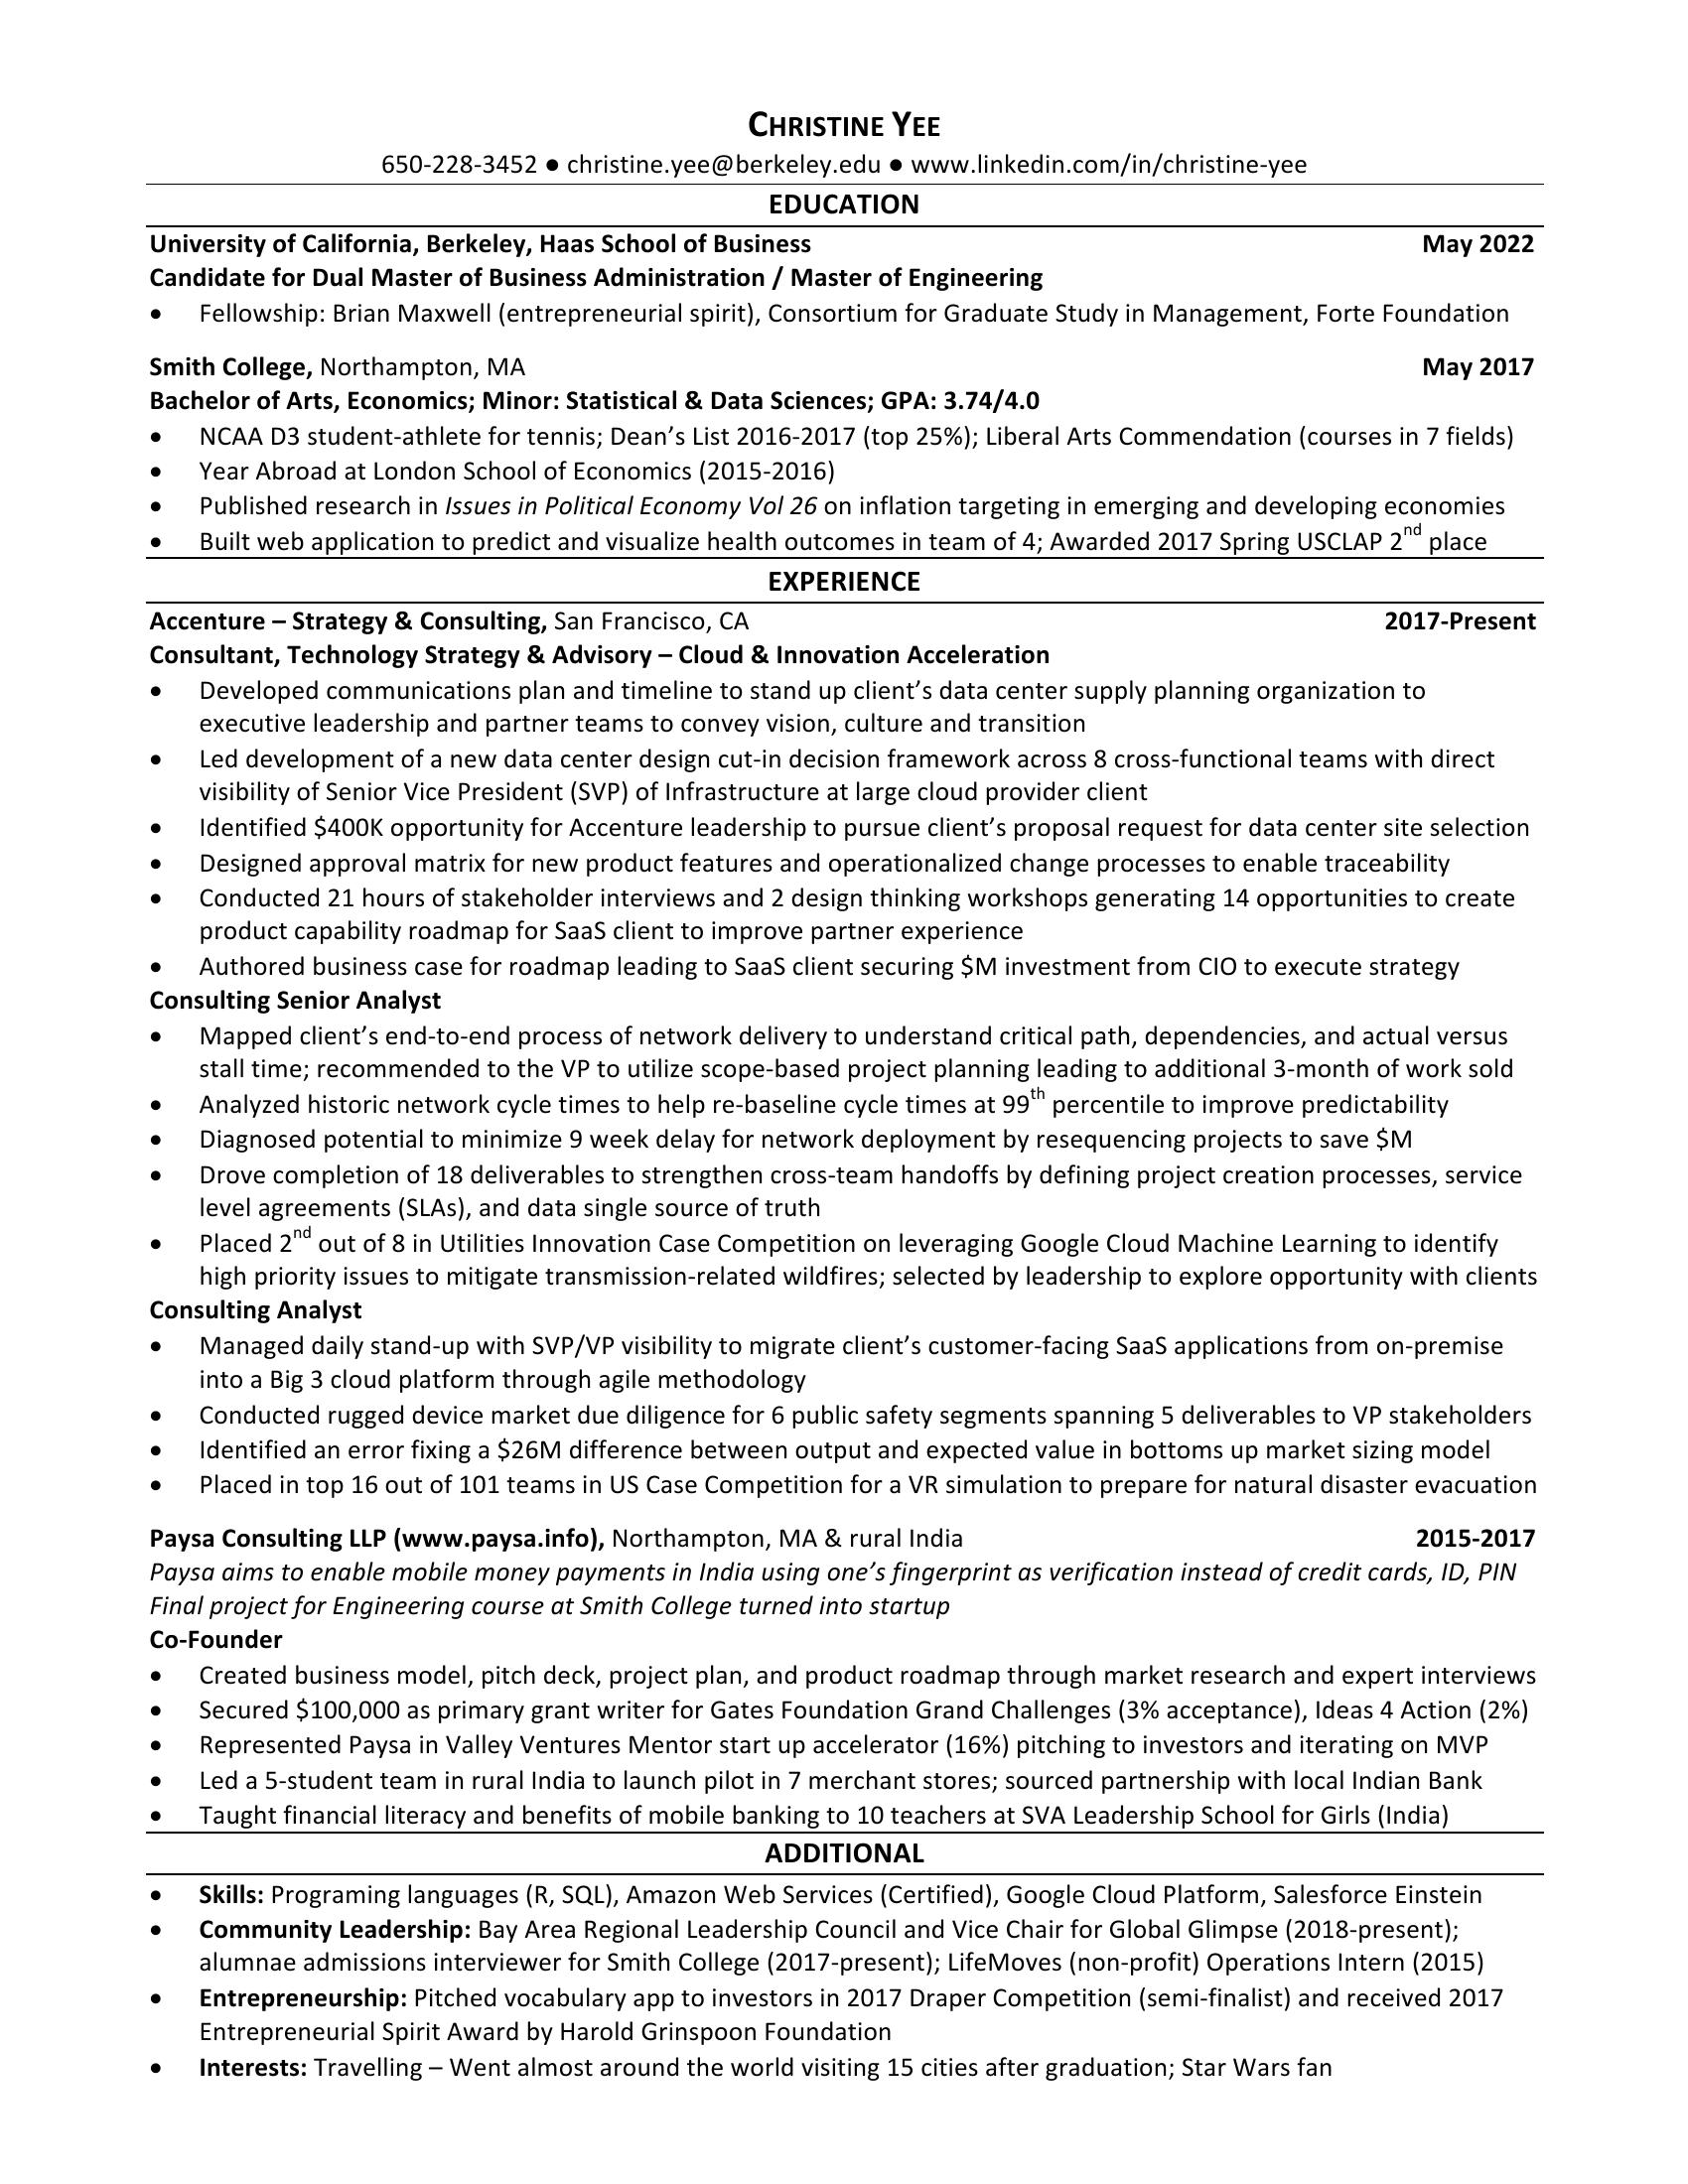 CHRISTINE YEE
650-228-3452 ● christine.yee@berkeley.edu ● www.linkedin.com/in/christine-yee
EDUCATION
University of California, Berkeley, Haas School of Business May 2022
Candidate for Dual Master of Business Administration / Master of Engineering
• Fellowship: Brian Maxwell (entrepreneurial spirit), Consortium for Graduate Study in Management, Forte Foundation
Smith College, Northampton, MA May 2017
Bachelor of Arts, Economics; Minor: Statistical & Data Sciences; GPA: 3.74/4.0
• NCAA D3 student-athlete for tennis; Dean’s List 2016-2017 (top 25%); Liberal Arts Commendation (courses in 7 fields)
• Year Abroad at London School of Economics (2015-2016)
• Published research in Issues in Political Economy Vol 26 on inflation targeting in emerging and developing economies
• Built web application to predict and visualize health outcomes in team of 4; Awarded 2017 Spring USCLAP 2nd place
EXPERIENCE
Accenture – Strategy & Consulting, San Francisco, CA 2017-Present
Consultant, Technology Strategy & Advisory – Cloud & Innovation Acceleration
• Developed communications plan and timeline to stand up client’s data center supply planning organization to
executive leadership and partner teams to convey vision, culture and transition
• Led development of a new data center design cut-in decision framework across 8 cross-functional teams with direct
visibility of Senior Vice President (SVP) of Infrastructure at large cloud provider client
• Identified $400K opportunity for Accenture leadership to pursue client’s proposal request for data center site selection
• Designed approval matrix for new product features and operationalized change processes to enable traceability
• Conducted 21 hours of stakeholder interviews and 2 design thinking workshops generating 14 opportunities to create
product capability roadmap for SaaS client to improve partner experience
• Authored business case for roadmap leading to SaaS client securing $M investment from CIO to execute strategy
Consulting Senior Analyst
• Mapped client’s end-to-end process of network delivery to understand critical path, dependencies, and actual versus
stall time; recommended to the VP to utilize scope-based project planning leading to additional 3-month of work sold
• Analyzed historic network cycle times to help re-baseline cycle times at 99th percentile to improve predictability
• Diagnosed potential to minimize 9 week delay for network deployment by resequencing projects to save $M
• Drove completion of 18 deliverables to strengthen cross-team handoffs by defining project creation processes, service
level agreements (SLAs), and data single source of truth
• Placed 2nd out of 8 in Utilities Innovation Case Competition on leveraging Google Cloud Machine Learning to identify
high priority issues to mitigate transmission-related wildfires; selected by leadership to explore opportunity with clients
Consulting Analyst
• Managed daily stand-up with SVP/VP visibility to migrate client’s customer-facing SaaS applications from on-premise
into a Big 3 cloud platform through agile methodology
• Conducted rugged device market due diligence for 6 public safety segments spanning 5 deliverables to VP stakeholders
• Identified an error fixing a $26M difference between output and expected value in bottoms up market sizing model
• Placed in top 16 out of 101 teams in US Case Competition for a VR simulation to prepare for natural disaster evacuation
Paysa Consulting LLP (www.paysa.info), Northampton, MA & rural India 2015-2017
Paysa aims to enable mobile money payments in India using one’s fingerprint as verification instead of credit cards, ID, PIN
Final project for Engineering course at Smith College turned into startup
Co-Founder
• Created business model, pitch deck, project plan, and product roadmap through market research and expert interviews
• Secured $100,000 as primary grant writer for Gates Foundation Grand Challenges (3% acceptance), Ideas 4 Action (2%)
• Represented Paysa in Valley Ventures Mentor start up accelerator (16%) pitching to investors and iterating on MVP
• Led a 5-student team in rural India to launch pilot in 7 merchant stores; sourced partnership with local Indian Bank
• Taught financial literacy and benefits of mobile banking to 10 teachers at SVA Leadership School for Girls (India)
ADDITIONAL
• Skills: Programing languages (R, SQL), Amazon Web Services (Certified), Google Cloud Platform, Salesforce Einstein
• Community Leadership: Bay Area Regional Leadership Council and Vice Chair for Global Glimpse (2018-present);
alumnae admissions interviewer for Smith College (2017-present); LifeMoves (non-profit) Operations Intern (2015)
• Entrepreneurship: Pitched vocabulary app to investors in 2017 Draper Competition (semi-finalist) and received 2017
Entrepreneurial Spirit Award by Harold Grinspoon Foundation
• Interests: Travelling – Went almost around the world visiting 15 cities after graduation; Star Wars fan